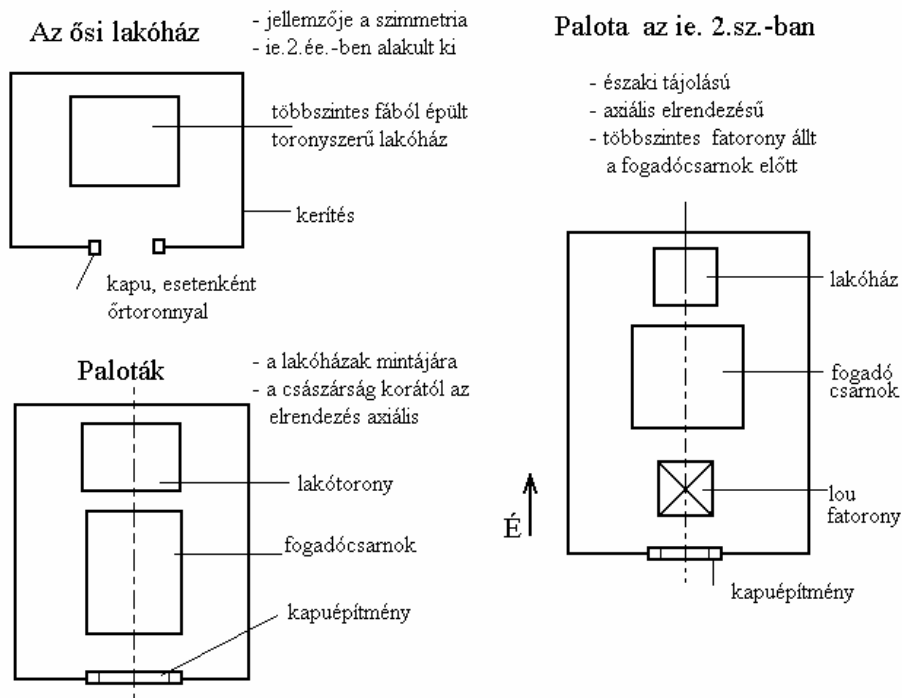 Az ősi lakóház
- jellemzője a szimmetria
- ie.2.ée.-ben alakult ki
többszintes fából épült
toronyszerű lakóház
kerítés
kapu, esetenként
őrtoronnyal
Paloták
- a lakóházak mintájára
- a császárság korától az
elrendezés axiális
lakótorony
fogadócsarnok
kapuépítmény
Palota az ie. 2.sz.-ban
- északi tájolású
- axiális elrendezésű
- többszintes fatorony állt
a fogadócsarnok előtt
lakóház
fogadó
csarnok
lou
fatorony
É
kapuépítmény